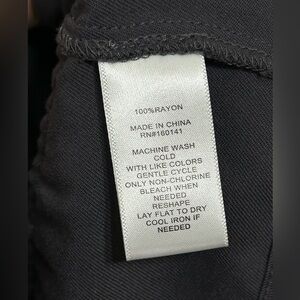 100%RAYON
MADE IN CHINA
RN#160141
MACHINE WASH
COLD
WITH LIKE COLORS
GENTLE CYCLE
ONLY NON-CHLORINE
BLEACH WHEN
NEEDED
RESHAPE
LAY FLAT TO DRY
COOL IRON IF
NEEDED